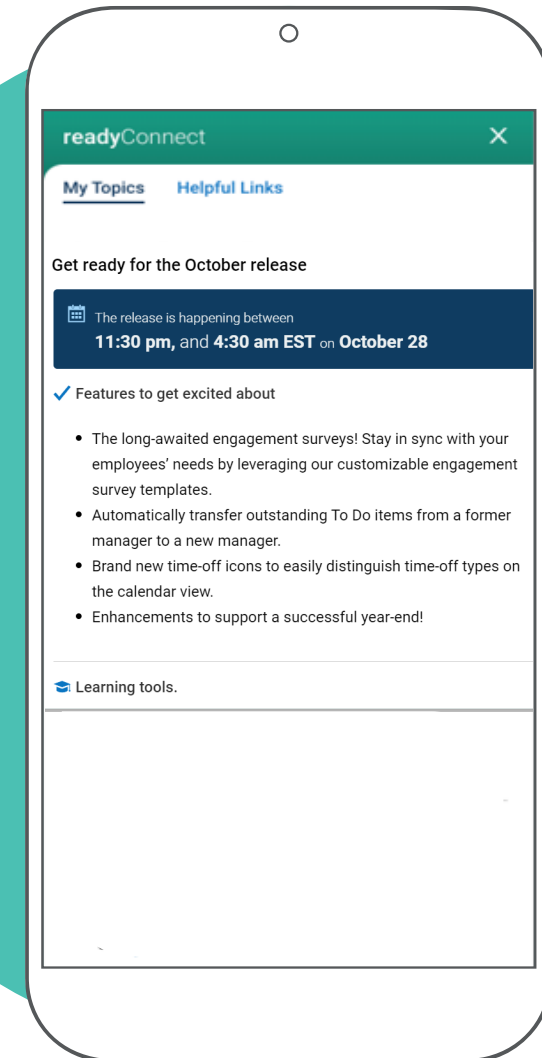 readyConnect
My Topics Helpful Links
Get ready for the October release
The release is happening between
11:30 pm, and 4:30 am EST on October 28
Features to get excited about
• The long-awaited engagement surveys! Stay in sync with your
employees’ needs by leveraging our customizable engagement
survey templates.
• Automatically transfer outstanding To Do items from a former
manager to a new manager.
• Brand new time-off icons to easily distinguish time-off types on
the calendar view.
• Enhancements to support a successful year-end!
Learning tools.